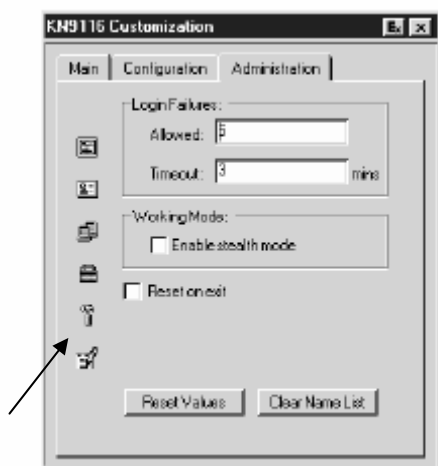 KN9116 Customization
Main Configuration Administration
Login Failures:
Allowed: 5
Timeout: 3 mins
Working Mode:
Enable stealth mode
Reset on exit
Reset Values Clear Name List